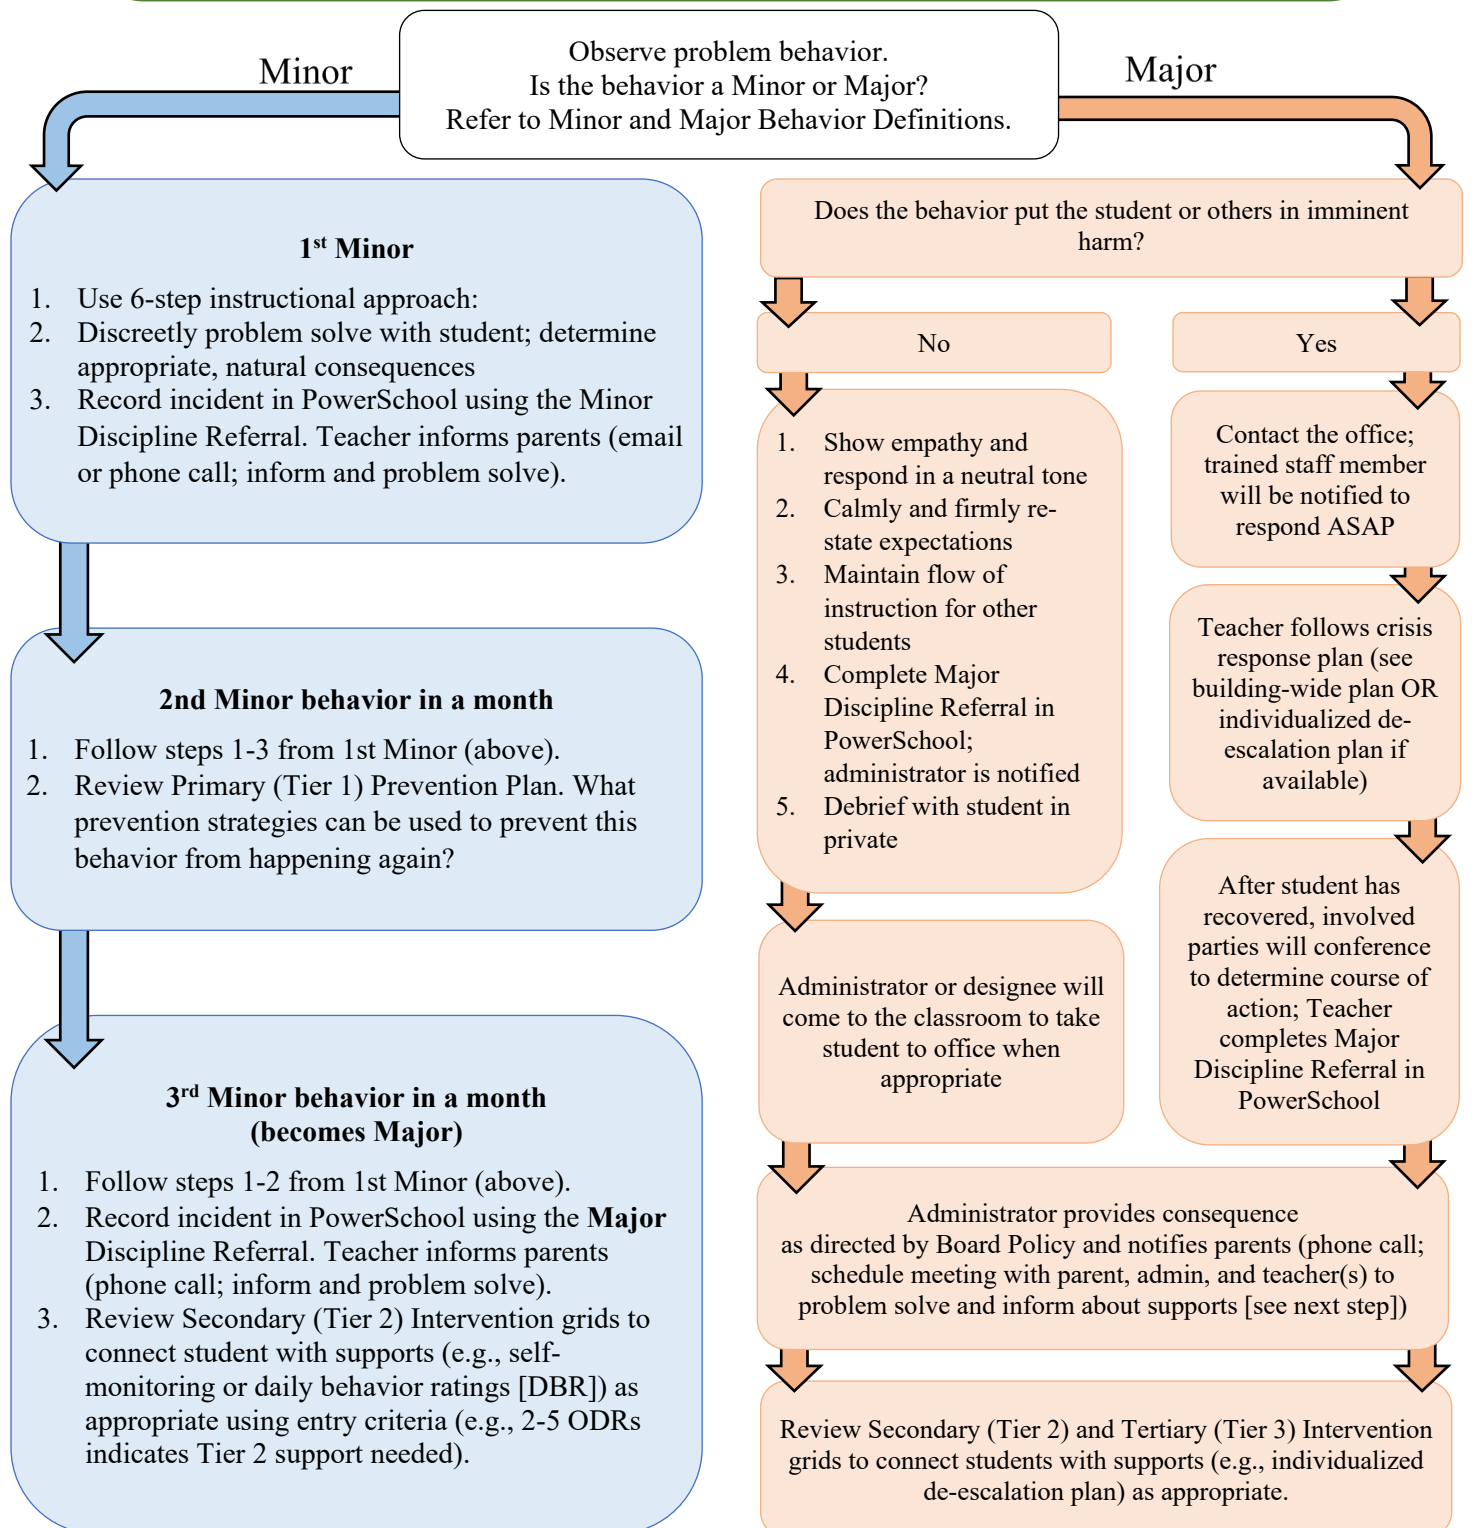 Minor
Observe problem behavior.
Is the behavior a Minor or Major?
Refer to Minor and Major Behavior Definitions.
Major
1st Minor
1. Use 6-step instructional approach:
2. Discreetly problem solve with student; determine
appropriate, natural consequences
3. Record incident in PowerSchool using the Minor
Discipline Referral. Teacher informs parents (email
or phone call; inform and problem solve).
2nd Minor behavior in a month
1. Follow steps 1-3 from 1st Minor (above).
2. Review Primary (Tier 1) Prevention Plan. What
prevention strategies can be used to prevent this
behavior from happening again?
3rd Minor behavior in a month
(becomes Major)
1. Follow steps 1-2 from 1st Minor (above).
2. Record incident in PowerSchool using the Major
Discipline Referral. Teacher informs parents
(phone call; inform and problem solve).
3. Review Secondary (Tier 2) Intervention grids to
connect student with supports (e.g., self-
monitoring or daily behavior ratings [DBR]) as
appropriate using entry criteria (e.g., 2-5 ODRs
indicates Tier 2 support needed).
Does the behavior put the student or others in imminent
harm?
No
1. Show empathy and
respond in a neutral tone
2. Calmly and firmly re-
state expectations
3. Maintain flow of
instruction for other
students
4. Complete Major
Discipline Referral in
PowerSchool;
administrator is notified
5. Debrief with student in
private
Administrator or designee will
come to the classroom to take
student to office when
appropriate
Yes
Contact the office;
trained staff member
will be notified to
respond ASAP
Teacher follows crisis
response plan (see
building-wide plan OR
individualized de-
escalation plan if
available)
After student has
recovered, involved
parties will conference
to determine course of
action; Teacher
completes Major
Discipline Referral in
PowerSchool
Administrator provides consequence
as directed by Board Policy and notifies parents (phone call;
schedule meeting with parent, admin, and teacher(s) to
problem solve and inform about supports [see next step])
Review Secondary (Tier 2) and Tertiary (Tier 3) Intervention
grids to connect students with supports (e.g., individualized
de-escalation plan) as appropriate.